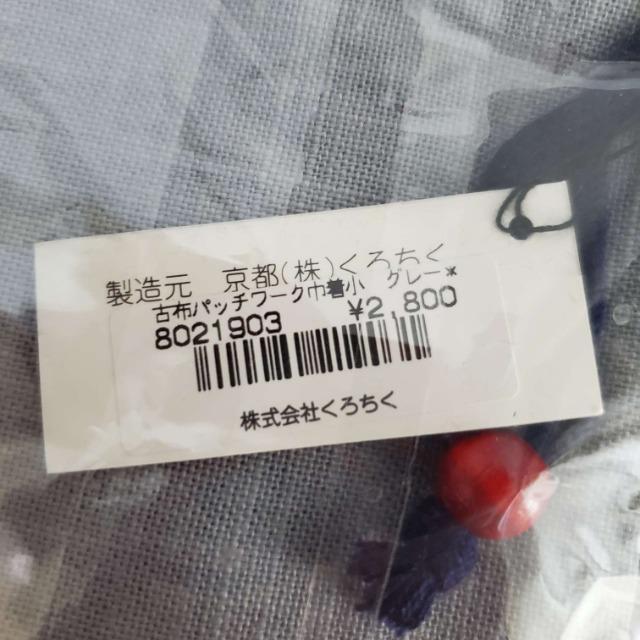 製造元 京都(株)くろちく
古布パッチワーク巾着小 グレー*
8021903 ¥2,800
株式会社くろちく